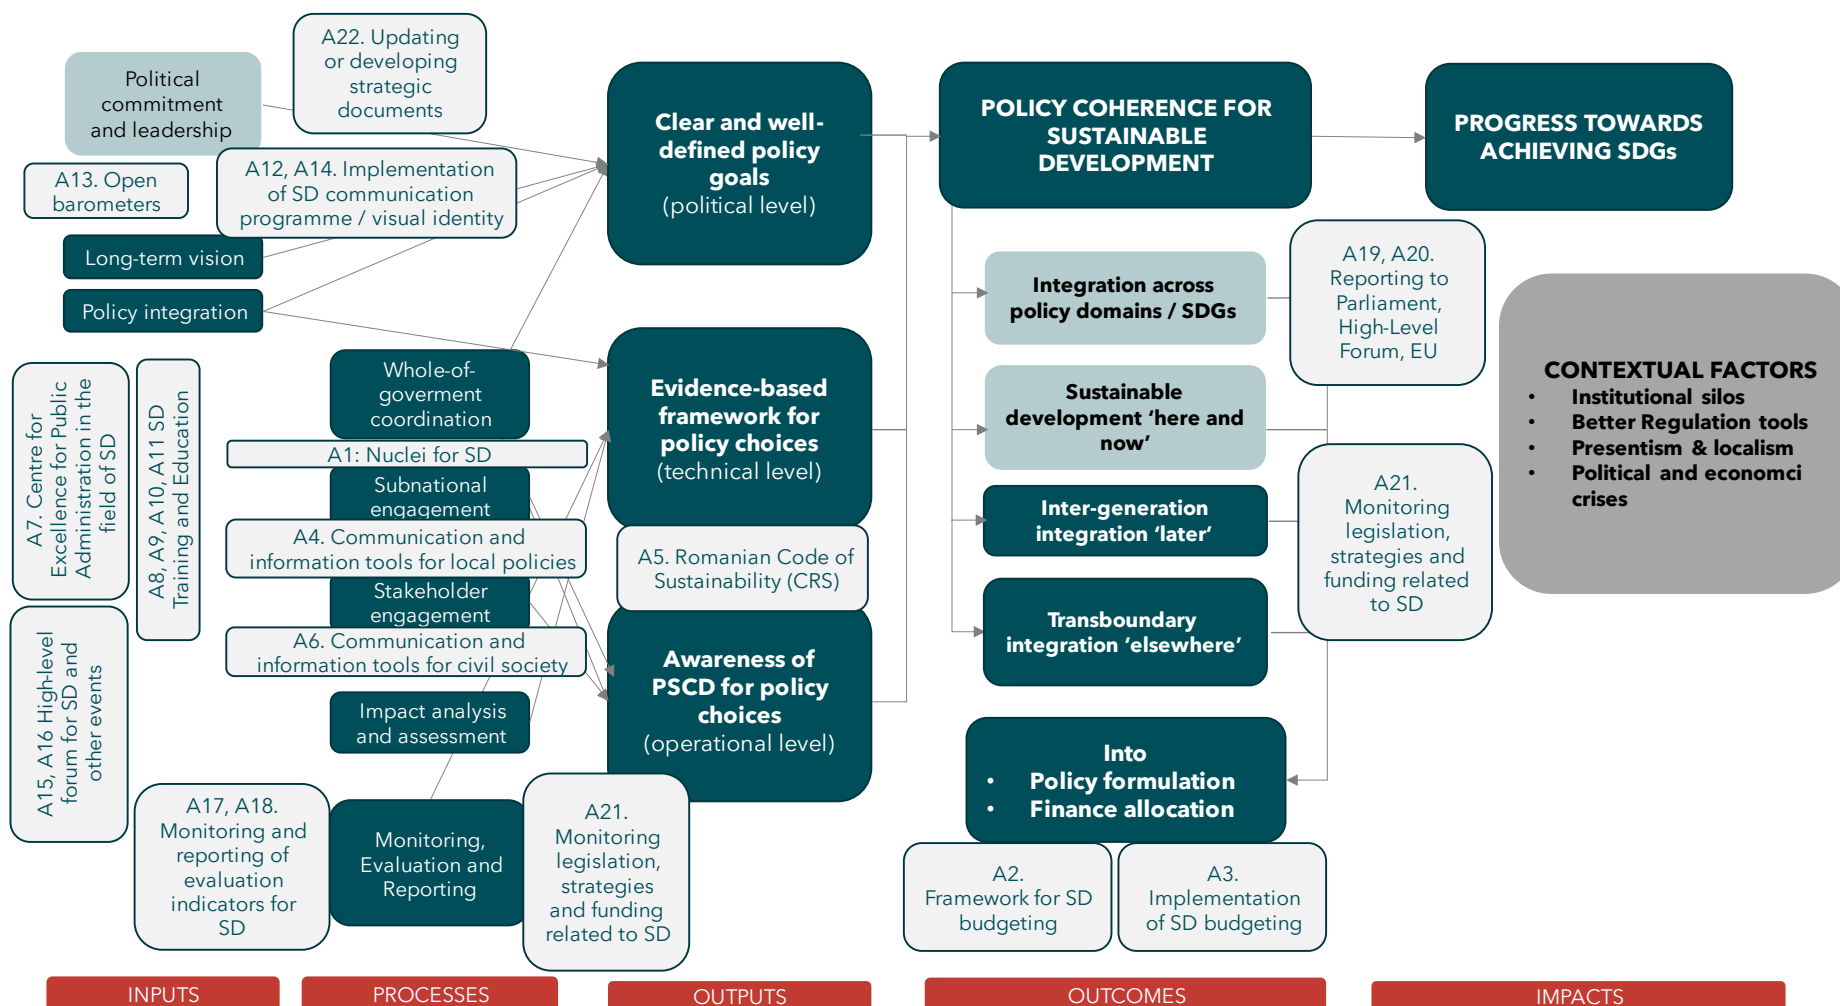 A22. Updating
or developing
strategic
documents
Political
commitment
and leadership
A13. Open
barometers
A12, A14. Implementation
of SD communication
programme / visual identity
Long-term vision
Policy integration
A7. Centre for
Excellence for Public
Administration in the
field of SD
A8, A9, A10, A11 SD
Training and Education
A15, A16 High-level
forum for SD and
other events
Whole-of-
goverment
coordination
A1: Nuclei for SD
Subnational
engagement
A4. Communication and
information tools for local policies
Stakeholder
engagement
A6. Communication and
information tools for civil society
Impact analysis
and assessment
A17, A18.
Monitoring and
reporting of
evaluation
indicators for
SD
Monitoring,
Evaluation and
Reporting
A21.
Monitoring
legislation,
strategies
and funding
related to SD
Clear and well-
defined policy
goals
(political level)
Evidence-based
framework for
policy choices
(technical level)
A5. Romanian Code of
Sustainability (CRS)
Awareness of
PSCD for policy
choices
(operational level)
POLICY COHERENCE FOR
SUSTAINABLE
DEVELOPMENT
Integration across
policy domains / SDGs
Sustainable
development ‘here and
now’
Inter-generation
integration ‘later’
Transboundary
integration ‘elsewhere’
Into
• Policy formulation
• Finance allocation
A2.
Framework for SD
budgeting
A3.
Implementation
of SD budgeting
PROGRESS TOWARDS
ACHIEVING SDGs
A19, A20.
Reporting to
Parliament,
High-Level
Forum, EU
A21.
Monitoring
legislation,
strategies and
funding related
to SD
CONTEXTUAL FACTORS
• Institutional silos
• Better Regulation tools
• Presentism & localism
• Political and economci
crises
INPUTS
PROCESSES
OUTPUTS
OUTCOMES
IMPACTS